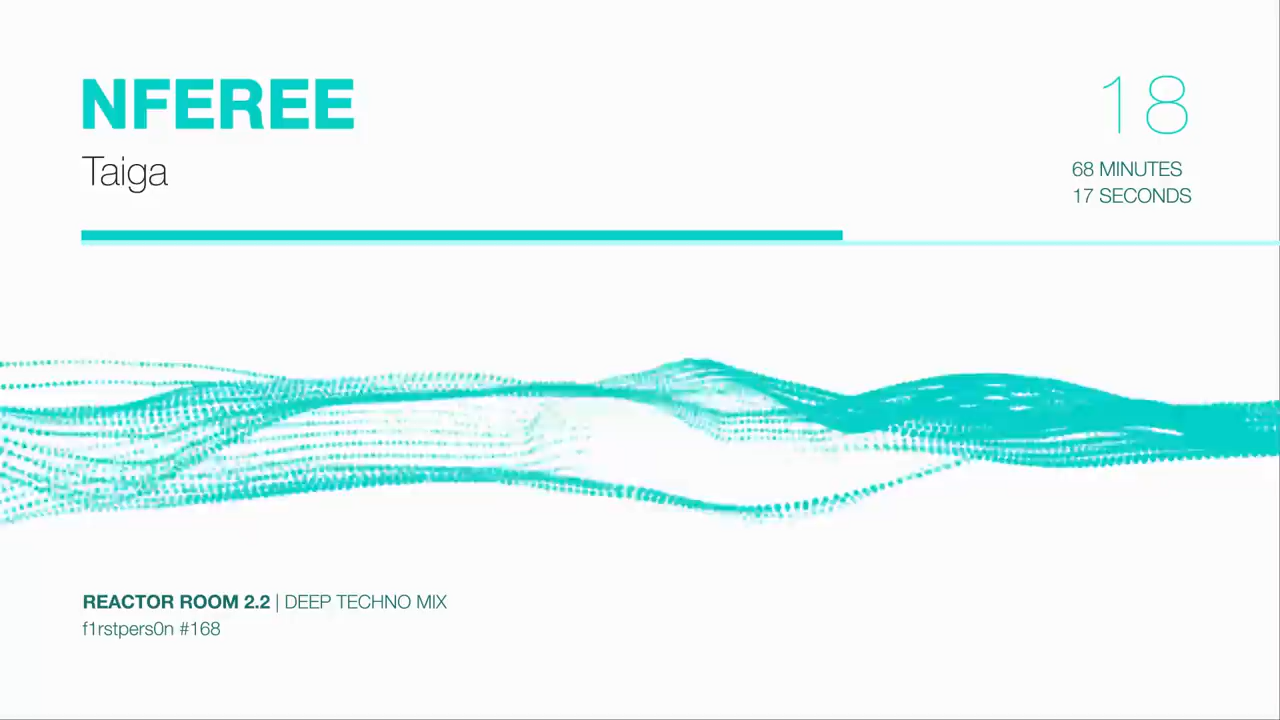 NFEREE
Taiga
18
68 MINUTES
17 SECONDS
REACTOR ROOM 2.2 | DEEP TECHNO MIX
f1rstpers0n #168